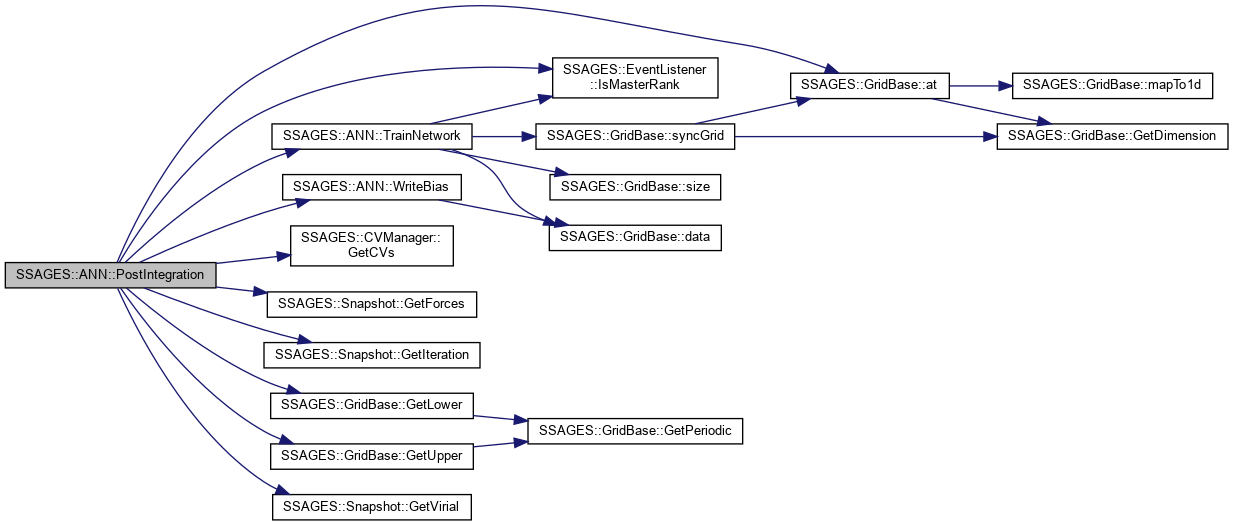 SSAGES::EventListener
::IsMasterRank
SSAGES::GridBase::at
SSAGES::GridBase::mapTo1d
SSAGES::ANN::TrainNetwork
SSAGES::GridBase::syncGrid
SSAGES::GridBase::GetDimension
SSAGES::ANN::WriteBias
SSAGES::GridBase::size
SSAGES::CVManager::
GetCVs
SSAGES::GridBase::data
SSAGES::ANN::PostIntegration
SSAGES::Snapshot::GetForces
SSAGES::Snapshot::GetIteration
SSAGES::GridBase::GetLower
SSAGES::GridBase::GetPeriodic
SSAGES::GridBase::GetUpper
SSAGES::Snapshot::GetVirial